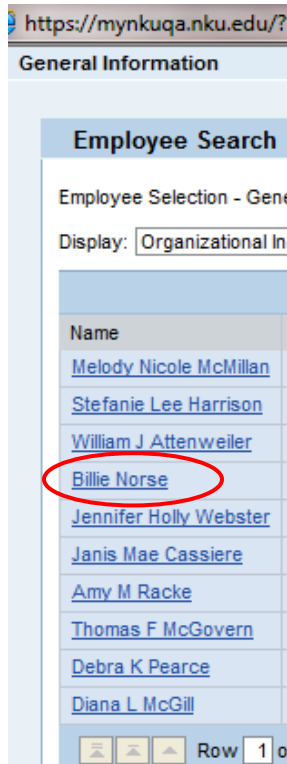 https://mynkuqa.nku.edu/?
General Information
Employee Search
Employee Selection - Gene
Display: Organizational In
Name
Melody Nicole McMillan
Stefanie Lee Harrison
William J Attenweiler
Billie Norse
Jennifer Holly Webster
Janis Mae Cassiere
Amy M Racke
Thomas F McGovern
Debra K Pearce
Diana L McGill
Row 1 o